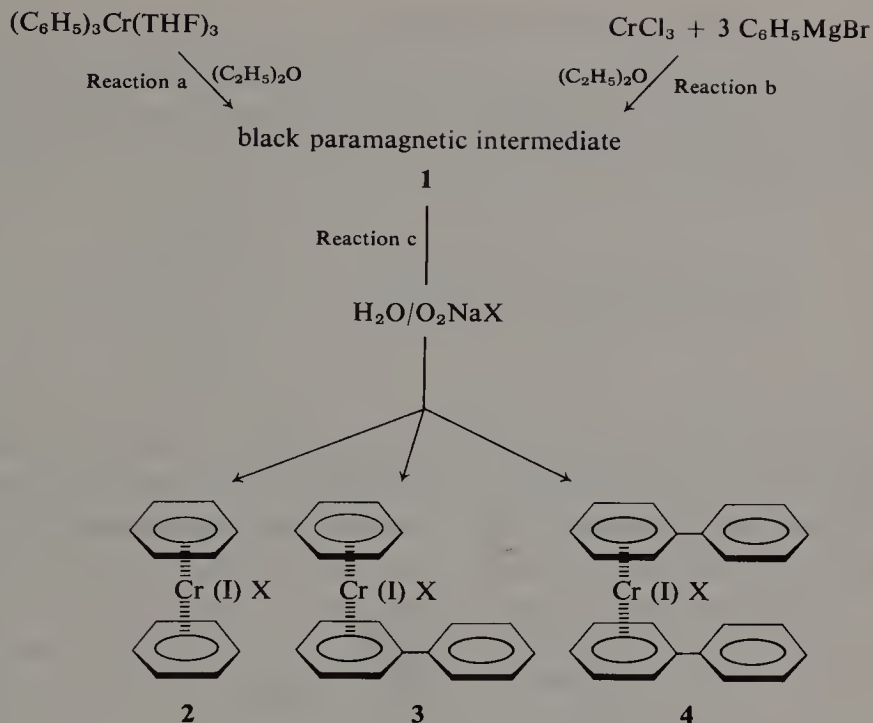 (C₆H₅)₃Cr(THF)₃
CrCl₃ + 3 C₆H₅MgBr
Reaction a
(C₂H₅)₂O
(C₂H₅)₂O
Reaction b
black paramagnetic intermediate
1
Reaction c
H₂O/O₂NaX
Cr (I) X
Cr (I) X
Cr (I) X
2
3
4